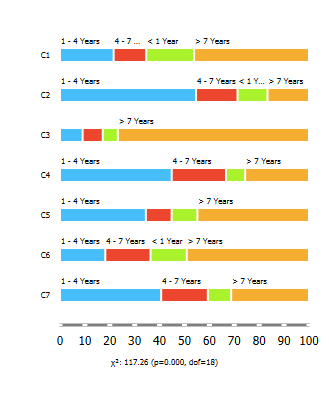 1 - 4 Years 4 - 7 ... < 1 Year > 7 Years
C1
1 - 4 Years 4 - 7 Years < 1 Y... > 7 Years
C2
> 7 Years
C3
1 - 4 Years 4 - 7 Years > 7 Years
C4
1 - 4 Years > 7 Years
C5
1 - 4 Years 4 - 7 Years < 1 Year > 7 Years
C6
1 - 4 Years 4 - 7 Years > 7 Years
C7
0 10 20 30 40 50 60 70 80 90 100
χ²: 117.26 (p=0.000, dof=18)